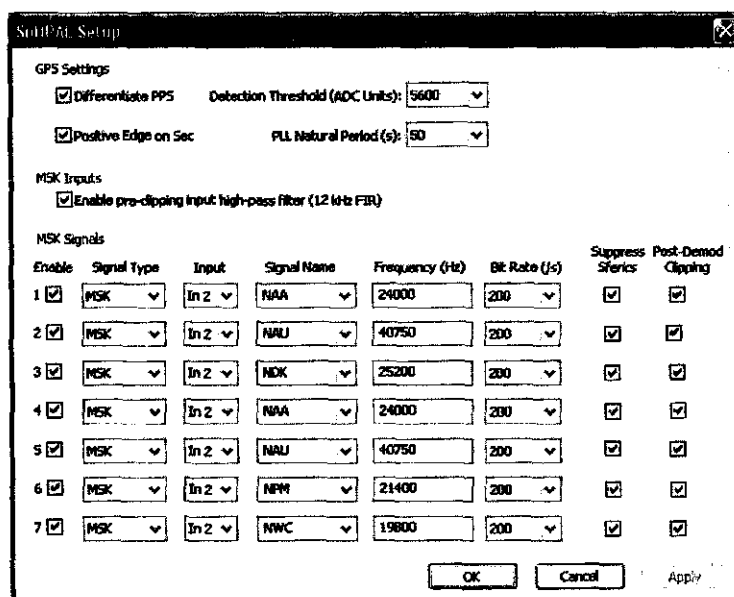 SoftPAL Setup
GPS Settings
Differentiate PPS Detection Threshold (ADC Units): 5600
Positive Edge on Sec PLL Natural Period (s): 50
MSK Inputs
Enable pre-clipping input high-pass filter (12 kHz FIR)
MSK Signals
Enable Signal Type Input Signal Name Frequency (Hz) Bit Rate (/s) Suppress Sferics Post-Demod Clipping
1 MSK In 2 NAA 24000 200
2 MSK In 2 NAU 40750 200
3 MSK In 2 NDK 25200 200
4 MSK In 2 NAA 24000 200
5 MSK In 2 NAU 40750 200
6 MSK In 2 NPM 21400 200
7 MSK In 2 NWC 19800 200
OK Cancel Apply